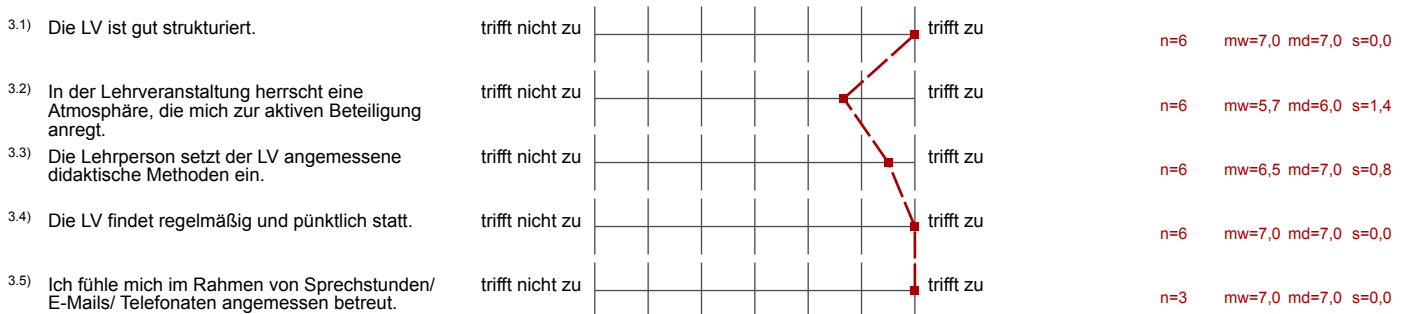 3.1) Die LV ist gut strukturiert. trifft nicht zu trifft zu n=6 mw=7,0 md=7,0 s=0,0
3.2) In der Lehrveranstaltung herrscht eine trifft nicht zu trifft zu n=6 mw=5,7 md=6,0 s=1,4
Atmosphäre, die mich zur aktiven Beteiligung
anregt.
3.3) Die Lehrperson setzt der LV angemessene trifft nicht zu trifft zu n=6 mw=6,5 md=7,0 s=0,8
didaktische Methoden ein.
3.4) Die LV findet regelmäßig und pünktlich statt. trifft nicht zu trifft zu n=6 mw=7,0 md=7,0 s=0,0
3.5) Ich fühle mich im Rahmen von Sprechstunden/ trifft nicht zu trifft zu n=3 mw=7,0 md=7,0 s=0,0
E-Mails/ Telefonaten angemessen betreut.